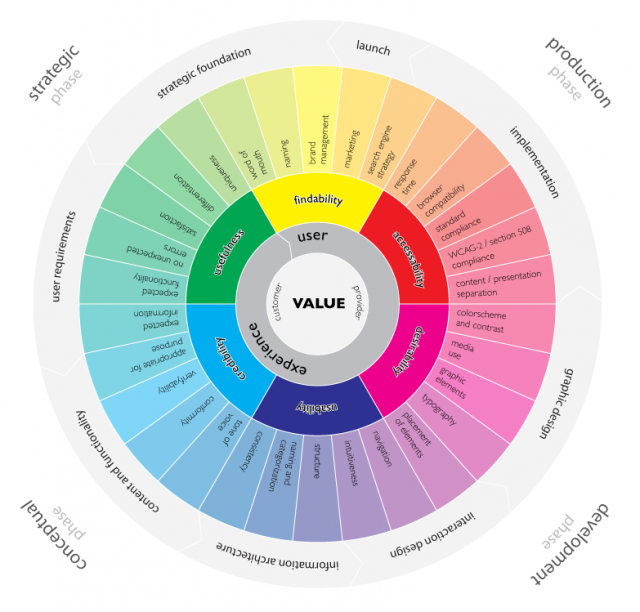 strategic
phase
production
phase
strategic foundation
launch
implementation
graphic design
interaction design
information architecture
content and functionality
user requirements
naming
brand
management
marketing
search engine
strategy
response
time
browser
compatibility
standard
compliance
WCAG-2 / section 508
compliance
content / presentation
separation
colorscheme
and contrast
media
use
graphic
elements
typography
placement
of elements
navigation
intuitiveness
structure
naming and
categorization
consistency
tone of
voice
conformity
verifyability
appropriate for
purpose
expected
information
expected
functionality
no unexpected
errors
satisfaction
differentiation
uniqueness
word of
mouth
findability
accessability
desirability
usability
credibility
usefulness
user
experience
customer
provider
VALUE
conceptual
phase
development
phase